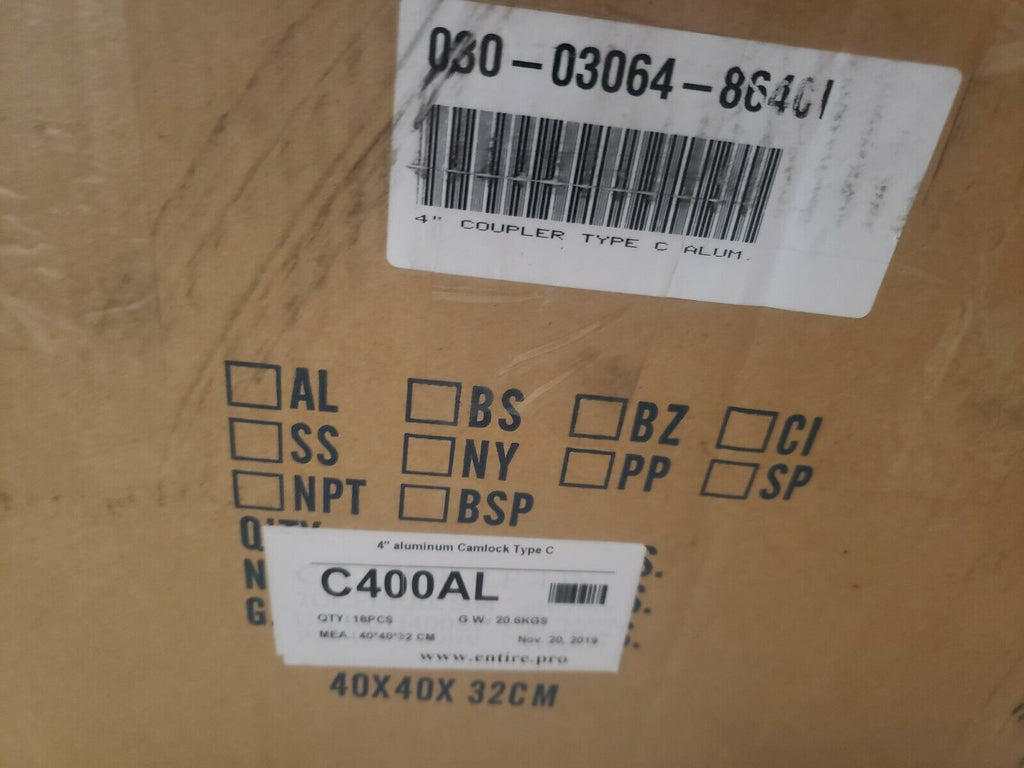 030-03064-86401
4" COUPLER TYPE C ALUM.
AL BS BZ CI
SS NY PP SP
NPT BSP
Q'TY
N S.
G. S.
4" aluminum Camlock Type C
C400AL
QTY: 16PCS G.W.: 20.6KGS
MEA.: 40*40*32 CM Nov. 20, 2019
www.entire.pro
40X40X 32CM